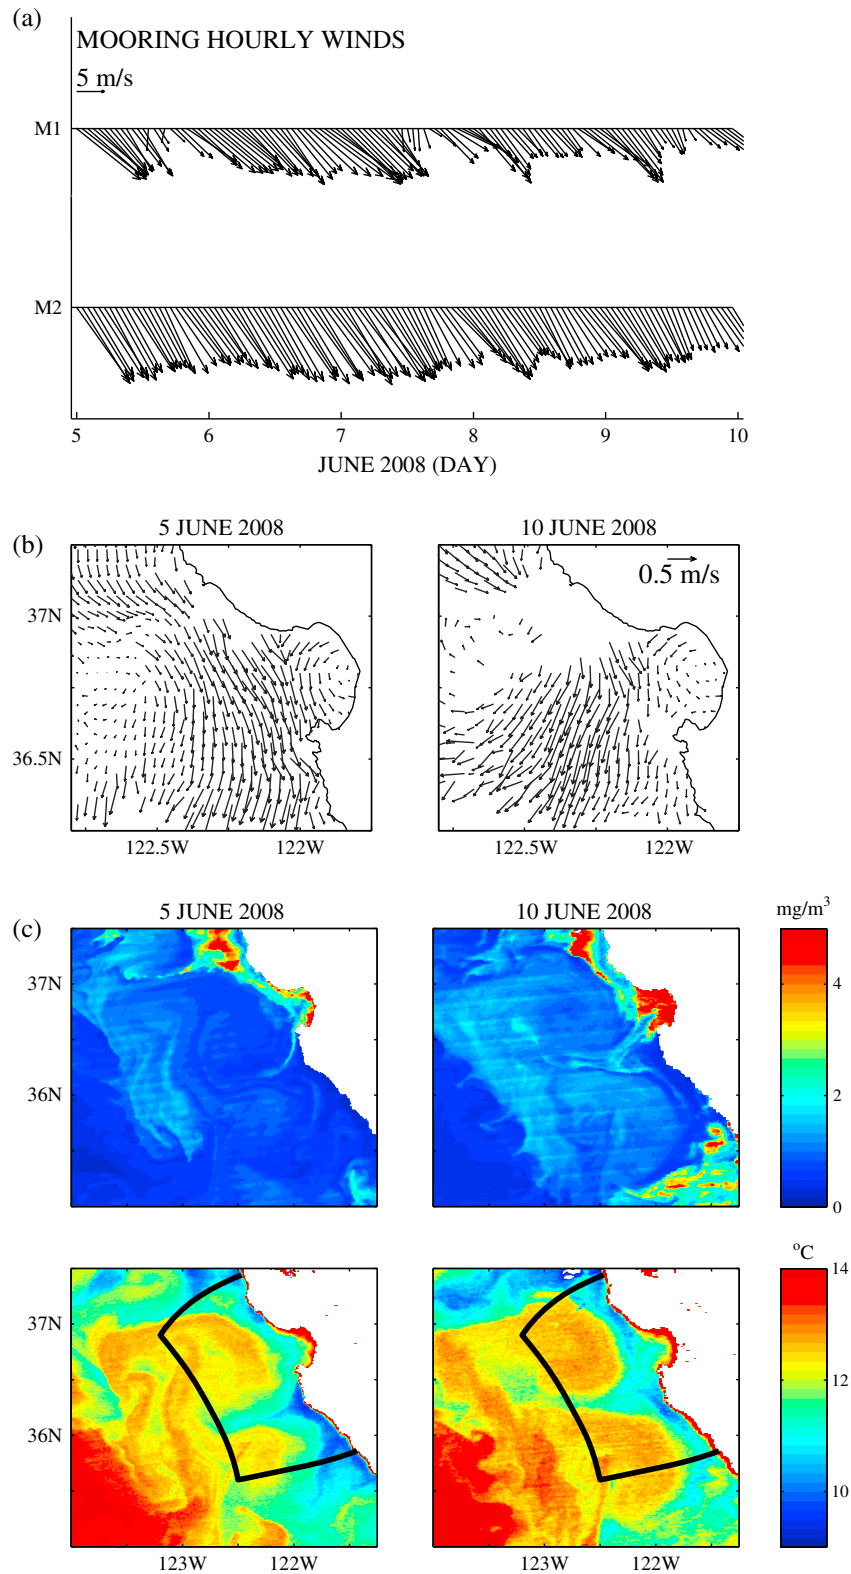 (a)
MOORING HOURLY WINDS
5 m/s
M1
M2
5 6 7 8 9 10
JUNE 2008 (DAY)
(b)
5 JUNE 2008 10 JUNE 2008
0.5 m/s
37N
36.5N
122.5W 122W 122.5W 122W
(c)
5 JUNE 2008 10 JUNE 2008 mg/m³
37N 4
36N 2
0
°C
14
37N
12
36N
10
123W 122W 123W 122W